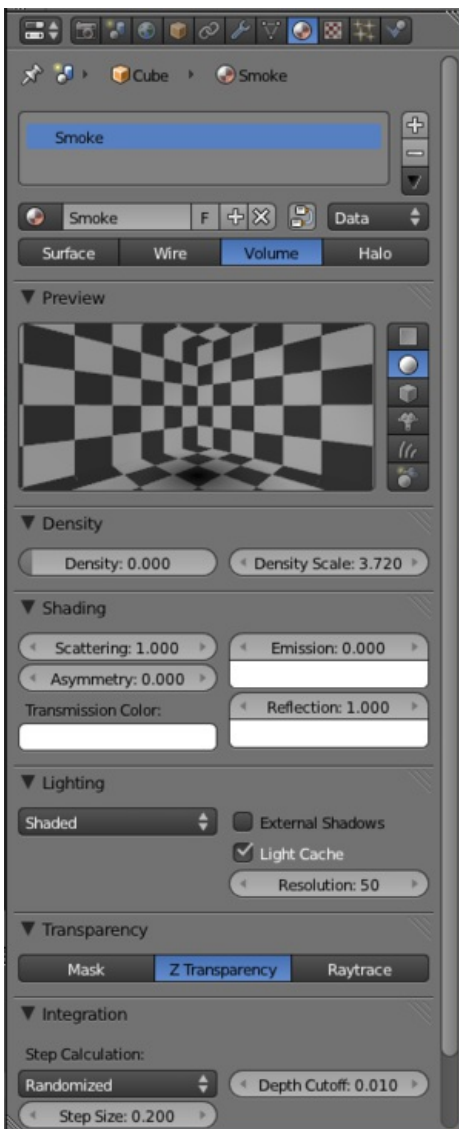 Cube Smoke
Smoke
Smoke F Data
Surface Wire Volume Halo
Preview
Density
Density: 0.000 Density Scale: 3.720
Shading
Scattering: 1.000 Emission: 0.000
Asymmetry: 0.000
Transmission Color: Reflection: 1.000
Lighting
Shaded External Shadows
Light Cache
Resolution: 50
Transparency
Mask Z Transparency Raytrace
Integration
Step Calculation:
Randomized Depth Cutoff: 0.010
Step Size: 0.200